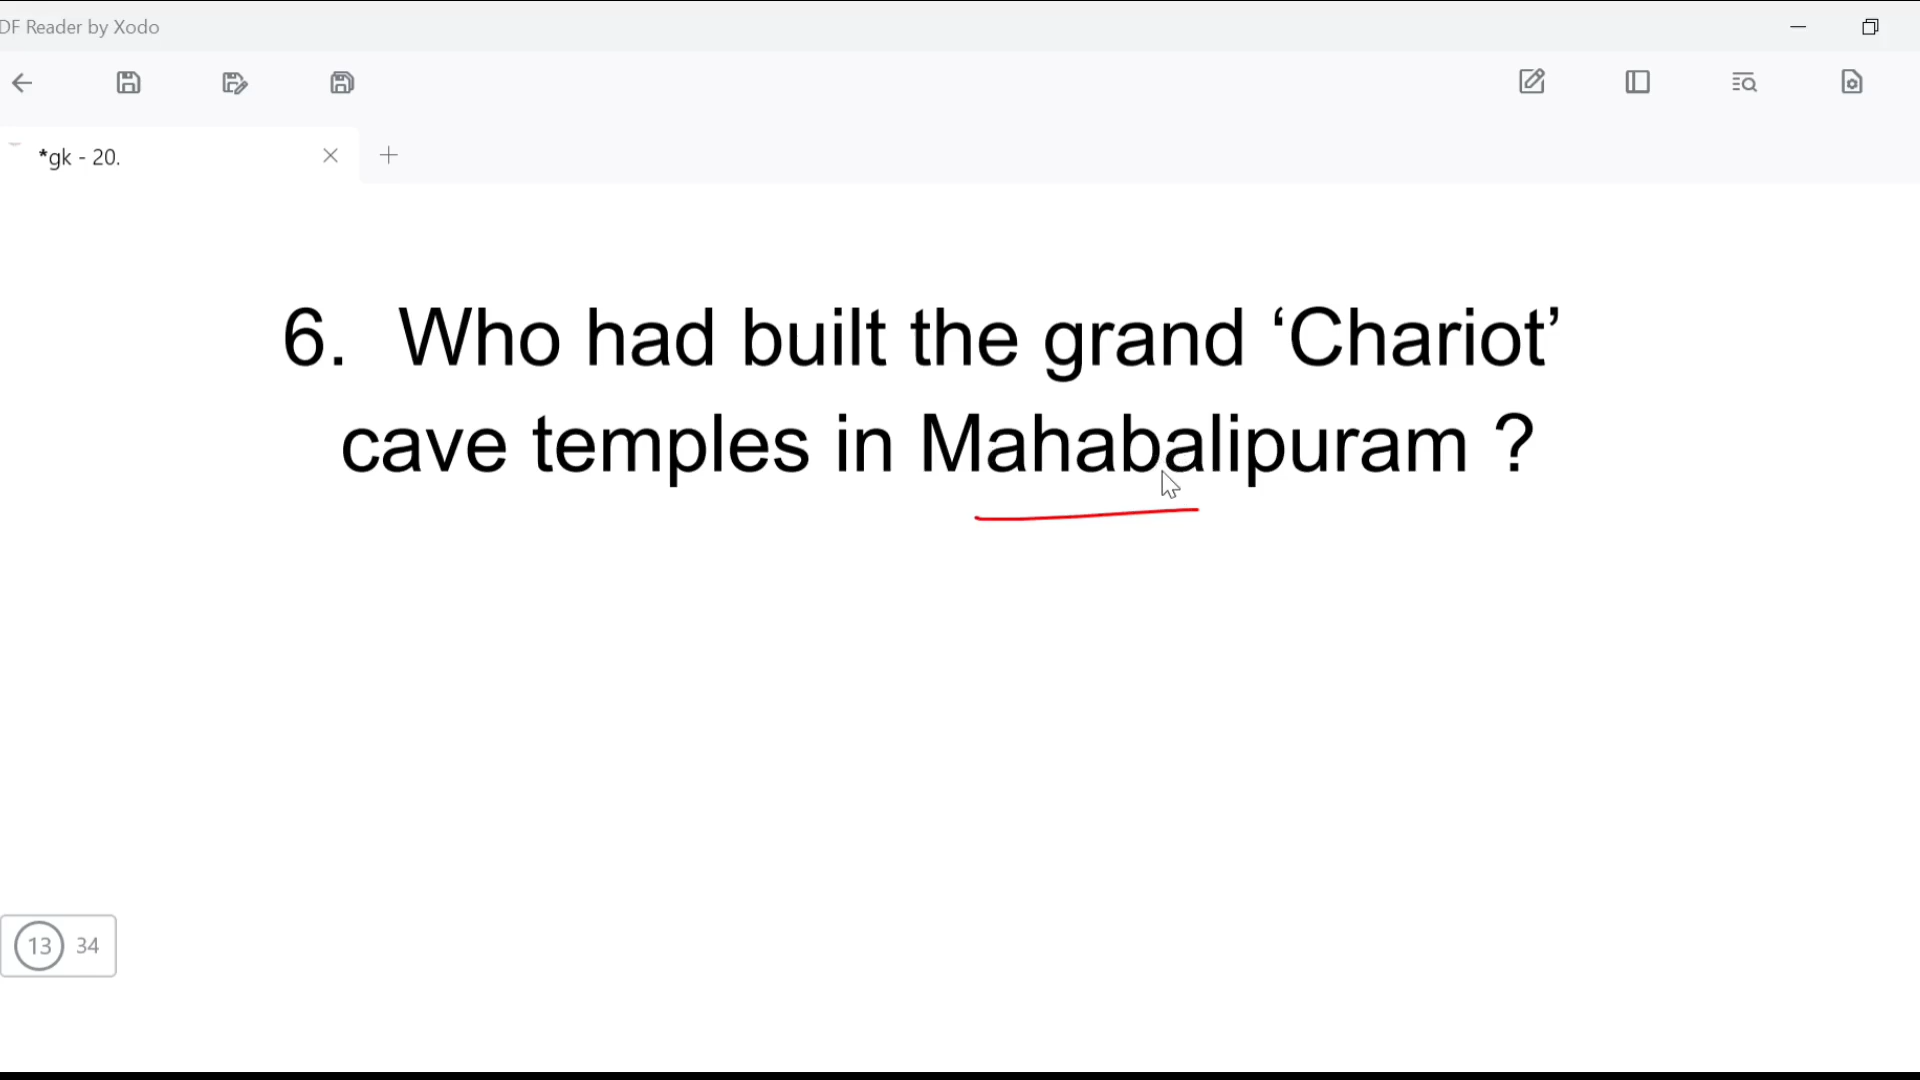 DF Reader by Xodo
*gk - 20.
6. Who had built the grand ‘Chariot’
cave temples in Mahabalipuram ?
13 34